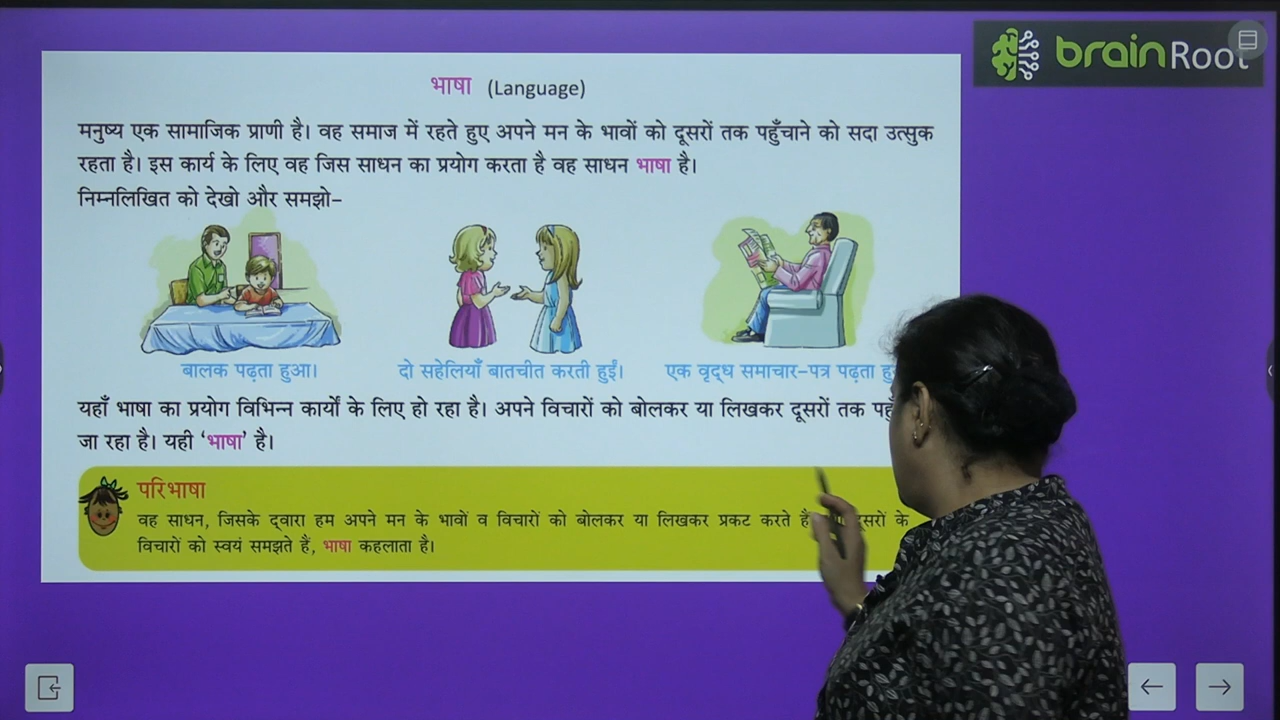 brainRoot
भाषा (Language)
मनुष्य एक सामाजिक प्राणी है। वह समाज में रहते हुए अपने मन के भावों को दूसरों तक पहुँचाने को सदा उत्सुक
रहता है। इस कार्य के लिए वह जिस साधन का प्रयोग करता है वह साधन भाषा है।
निम्नलिखित को देखो और समझो–
बालक पढ़ता हुआ।
दो सहेलियाँ बातचीत करती हुईं।
एक वृद्ध समाचार-पत्र पढ़ता
यहाँ भाषा का प्रयोग विभिन्न कार्यों के लिए हो रहा है। अपने विचारों को बोलकर या लिखकर दूसरों तक
जा रहा है। यही ‘भाषा’ है।
परिभाषा
वह साधन, जिसके द्वारा हम अपने मन के भावों व विचारों को बोलकर या लिखकर प्रकट करते दूसरों के
विचारों को स्वयं समझते हैं, भाषा कहलाता है।